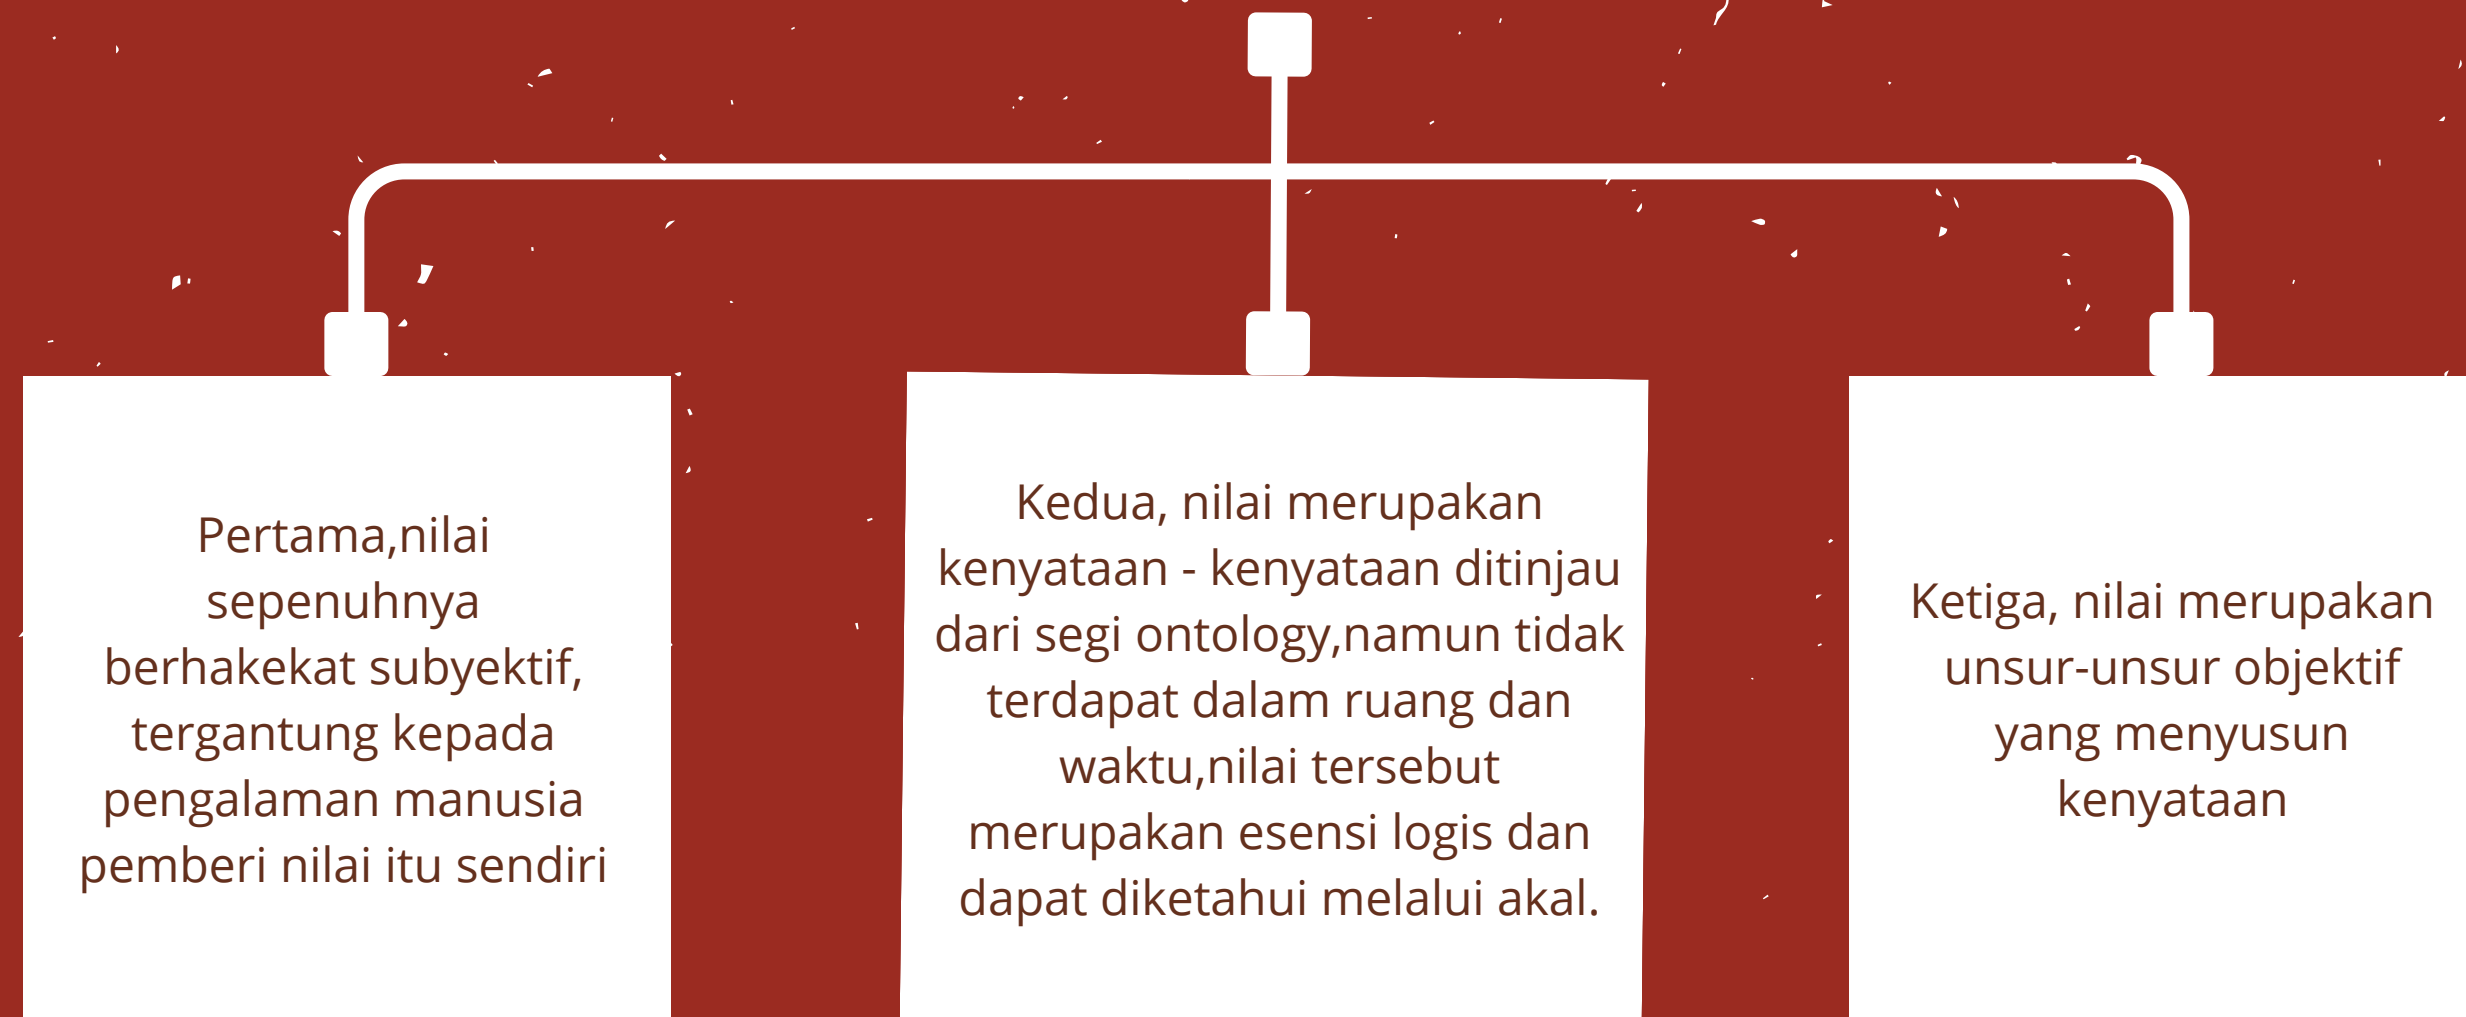 Pertama,nilai
sepenuhnya
berhakekat subyektif,
tergantung kepada
pengalaman manusia
pemberi nilai itu sendiri
Kedua, nilai merupakan
kenyataan - kenyataan ditinjau
dari segi ontology,namun tidak
terdapat dalam ruang dan
waktu,nilai tersebut
merupakan esensi logis dan
dapat diketahui melalui akal.
Ketiga, nilai merupakan
unsur-unsur objektif
yang menyusun
kenyataan